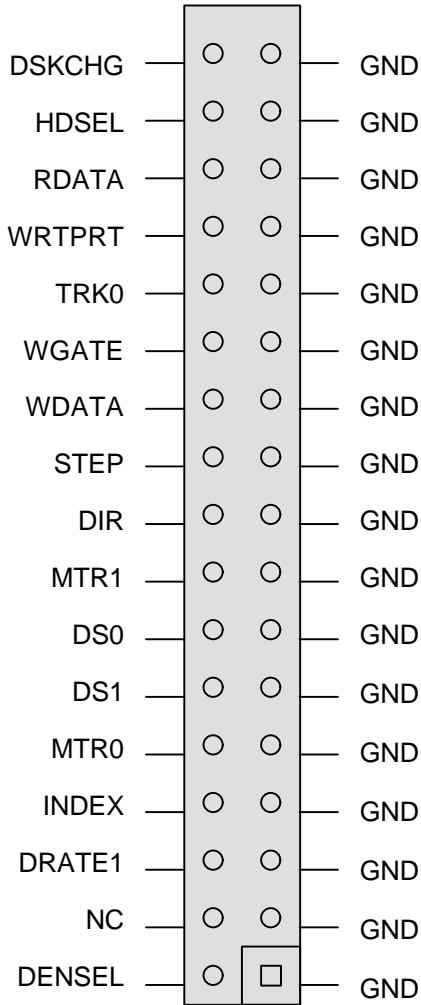 DSKCHG GND
HDSEL GND
RDATA GND
WRTPRT GND
TRK0 GND
WGATE GND
WDATA GND
STEP GND
DIR GND
MTR1 GND
DS0 GND
DS1 GND
MTR0 GND
INDEX GND
DRATE1 GND
NC GND
DENSEL GND